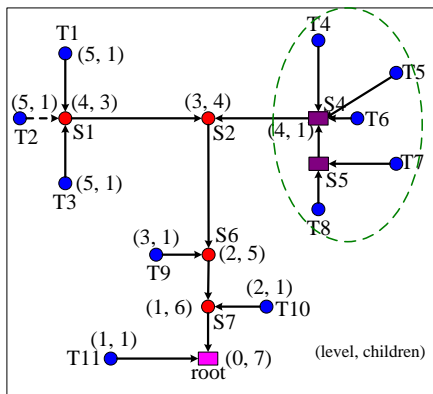 T1
T4
(5, 1)
T5
(5, 1)
(4, 3)
(3, 4)
S4
(4, 1)
T6
T2
S1
S2
T7
S5
(5, 1)
T3
T8
(3, 1)
S6
T9
(2, 5)
(2, 1)
(1, 6)
T10
S7
(1, 1)
T11
(0, 7)
(level, children)
root